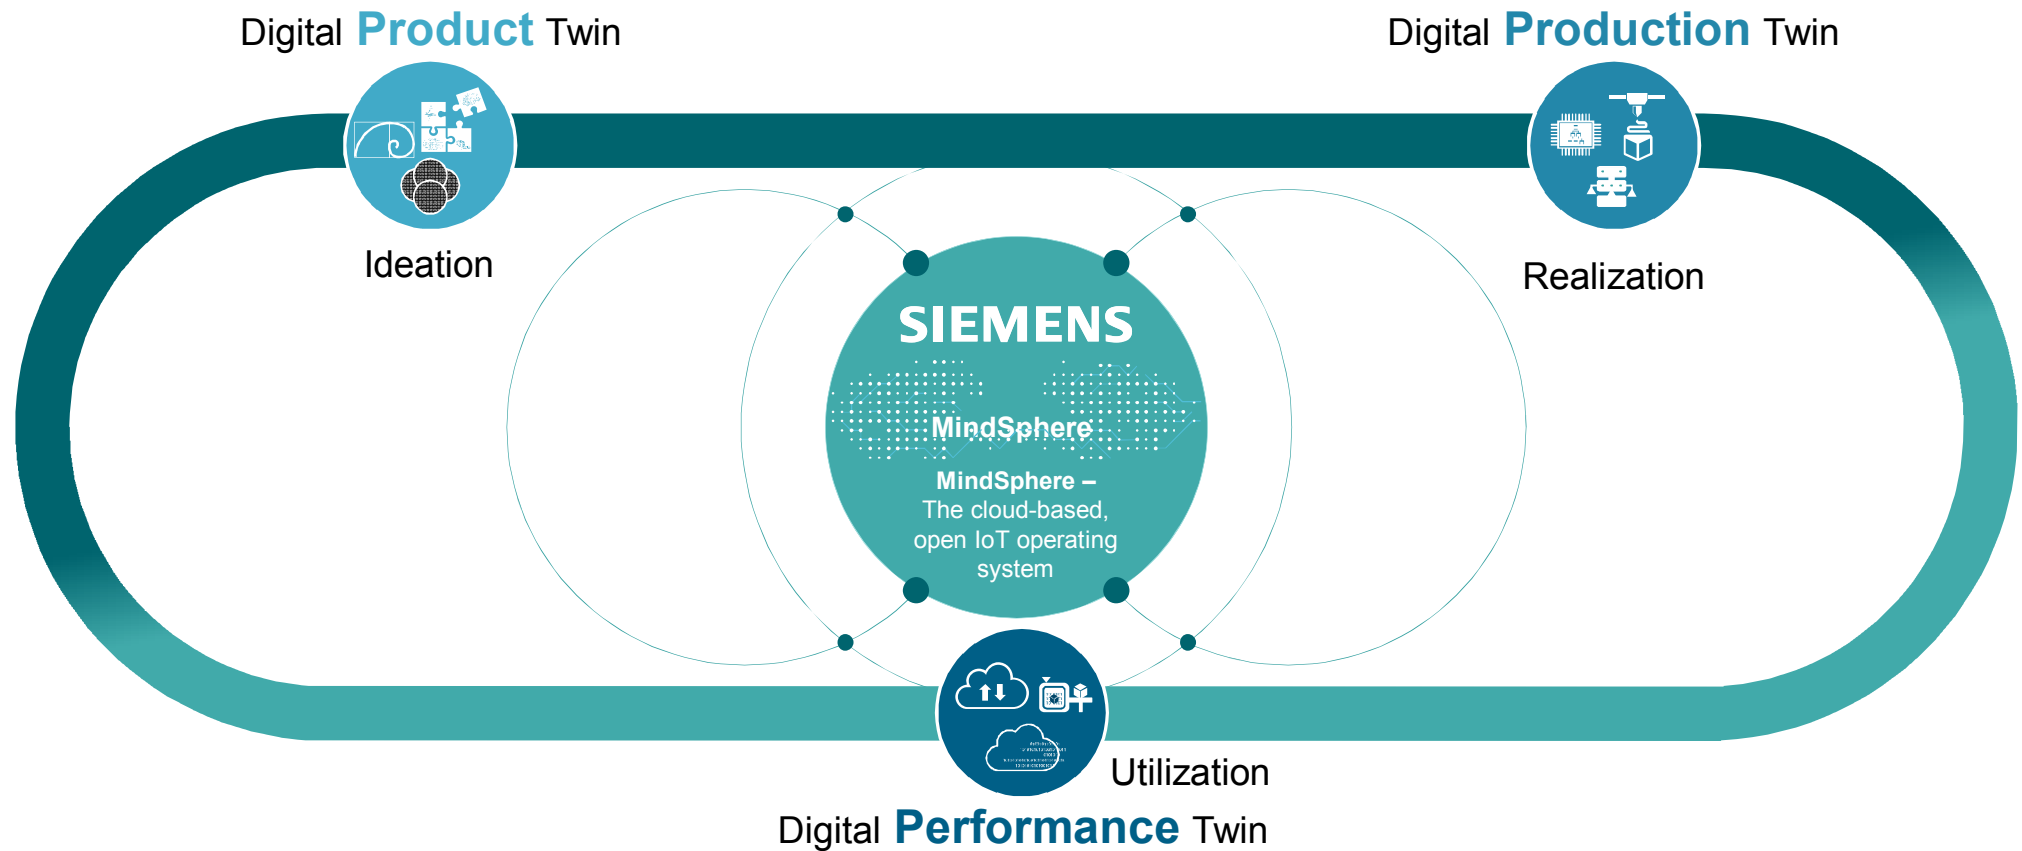 Digital Product Twin
Digital Production Twin
Ideation
Realization
SIEMENS
MindSphere
MindSphere –
The cloud-based,
open IoT operating
system
Utilization
Digital Performance Twin